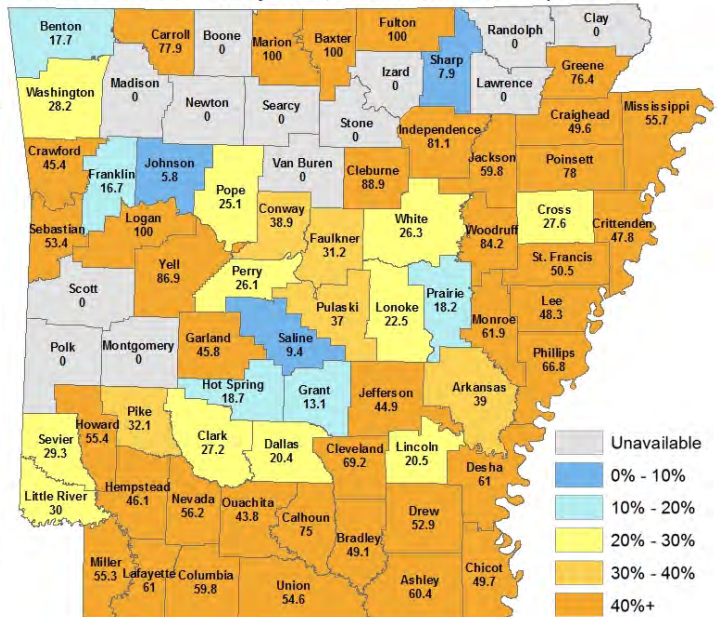 Benton
17.7
Carroll
77.9
Boone
0
Marion
100
Baxter
100
Fulton
100
Sharp
7.9
Randolph
0
Clay
0
Greene
76.4
Washington
28.2
Madison
0
Newton
0
Searcy
0
Stone
0
Izard
0
Lawrence
0
Independence
81.1
Craighead
49.6
Mississippi
55.7
Crawford
45.4
Franklin
16.7
Johnson
5.8
Pope
25.1
Van Buren
0
Cleburne
88.9
Jackson
59.8
Poinsett
78
Sebastian
53.4
Logan
100
Conway
38.9
Faulkner
31.2
White
26.3
Woodruff
84.2
Cross
27.6
Crittenden
47.8
Scott
0
Yell
86.9
Perry
26.1
Pulaski
37
Lonoke
22.5
Prairie
18.2
Monroe
61.9
St. Francis
50.5
Lee
48.3
Polk
0
Montgomery
0
Garland
45.8
Saline
9.4
Phillips
66.8
Hot Spring
18.7
Grant
13.1
Jefferson
44.9
Arkansas
39
Sevier
29.3
Howard
55.4
Pike
32.1
Clark
27.2
Dallas
20.4
Cleveland
69.2
Lincoln
20.5
Desha
61
Little River
30
Hempstead
46.1
Nevada
56.2
Ouachita
43.8
Calhoun
75
Bradley
49.1
Drew
52.9
Miller
55.3
Lafayette
61
Columbia
59.8
Union
54.6
Ashley
60.4
Chicot
49.7
Unavailable
0% - 10%
10% - 20%
20% - 30%
30% - 40%
40%+